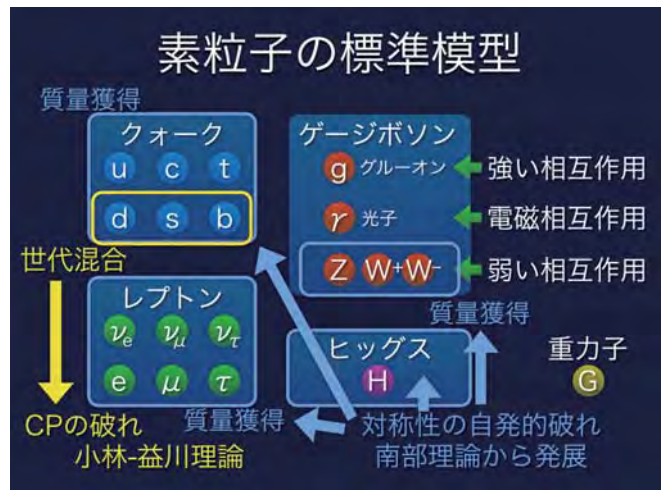 素粒子の標準模型
質量獲得
クォーク
u c t
d s b
世代混合
レプトン
νe νμ ντ
e μ τ
CPの破れ
小林-益川理論
ゲージボソン
g グルーオン
強い相互作用
γ 光子
電磁相互作用
Z W+ W-
弱い相互作用
質量獲得
ヒッグス
H
重力子
G
質量獲得
対称性の自発的破れ
南部理論から発展